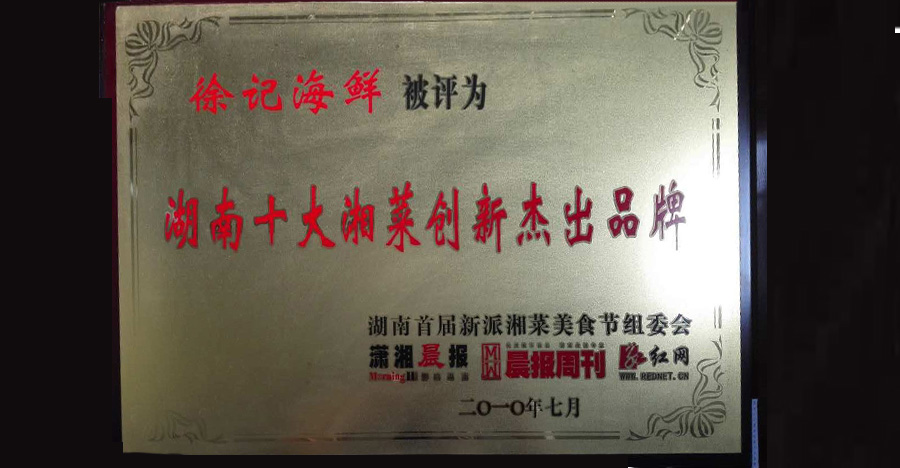 徐记海鲜 被评为
湖南十大湘菜创新杰出品牌
湖南首届新派湘菜美食节组委会
潇湘晨报 晨报周刊 红网
Morning WWW.REDNET.CN
二〇一〇年七月